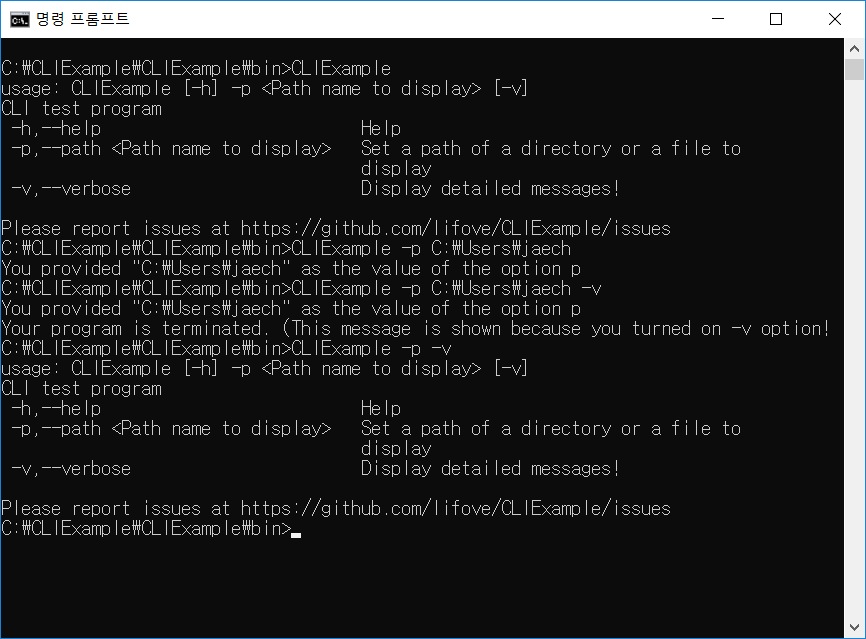 명령 프롬프트
C:₩CLIExample₩CLIExample₩bin>CLIExample
usage: CLIExample [-h] -p <Path name to display> [-v]
CLI test program
-h,--help Help
-p,--path <Path name to display> Set a path of a directory or a file to
display
-v,--verbose Display detailed messages!
Please report issues at https://github.com/lifove/CLIExample/issues
C:₩CLIExample₩CLIExample₩bin>CLIExample -p C:₩Users₩jaech
You provided "C:₩Users₩jaech" as the value of the option p
C:₩CLIExample₩CLIExample₩bin>CLIExample -p C:₩Users₩jaech -v
You provided "C:₩Users₩jaech" as the value of the option p
Your program is terminated. (This message is shown because you turned on -v option!
C:₩CLIExample₩CLIExample₩bin>CLIExample -p -v
usage: CLIExample [-h] -p <Path name to display> [-v]
CLI test program
-h,--help Help
-p,--path <Path name to display> Set a path of a directory or a file to
display
-v,--verbose Display detailed messages!
Please report issues at https://github.com/lifove/CLIExample/issues
C:₩CLIExample₩CLIExample₩bin>